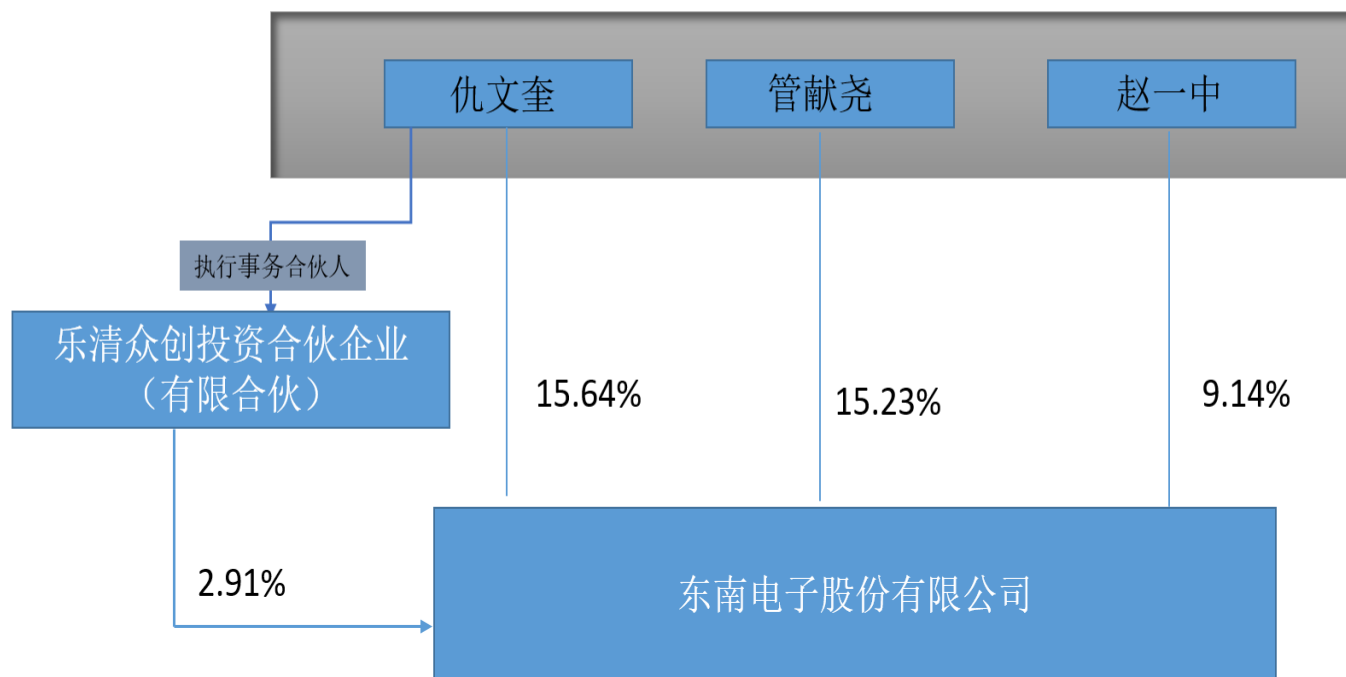 仇文奎
管献尧
赵一中
执行事务合伙人
乐清众创投资合伙企业
（有限合伙）
15.64%
15.23%
9.14%
2.91%
东南电子股份有限公司